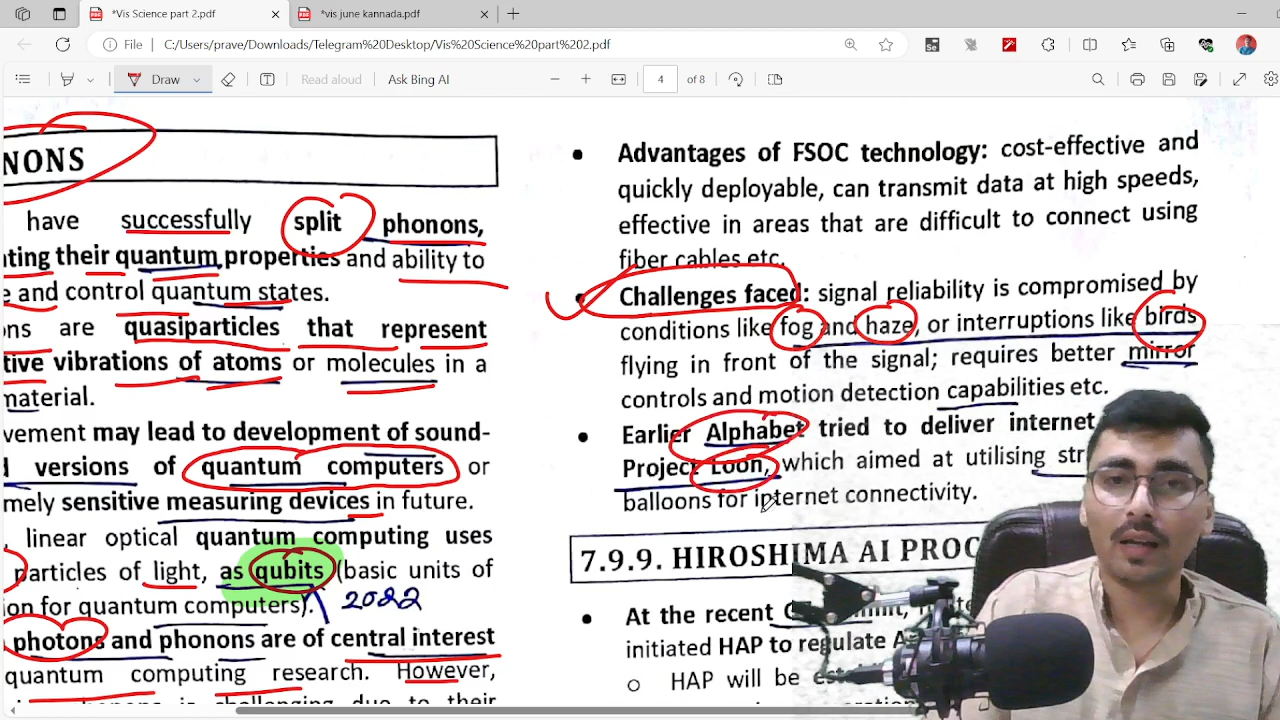 *Vis Science part 2.pdf
*vis june kannada.pdf
File
C:/Users/prave/Downloads/Telegram%20Desktop/Vis%20Science%20part%202.pdf
Draw
Read aloud
Ask Bing AI
4
of 8
NONS
have successfully split phonons,
ting their quantum properties and ability to
e and control quantum states.
ns are quasiparticles that represent
tive vibrations of atoms or molecules in a
material.
vement may lead to development of sound-
d versions of quantum computers or
mely sensitive measuring devices in future.
linear optical quantum computing uses
particles of light, as qubits (basic units of
on for quantum computers).
2022
photons and phonons are of central interest
quantum computing research. However,
• Advantages of FSOC technology: cost-effective and
quickly deployable, can transmit data at high speeds,
effective in areas that are difficult to connect using
fiber cables etc.
• Challenges faced: signal reliability is compromised by
conditions like fog and haze, or interruptions like birds
flying in front of the signal; requires better mirror
controls and motion detection capabilities etc.
• Earlier Alphabet tried to deliver internet
Project Loon, which aimed at utilising str
balloons for internet connectivity.
7.9.9. HIROSHIMA AI PROC
• At the recent
initiated HAP to regulate A
o HAP will be